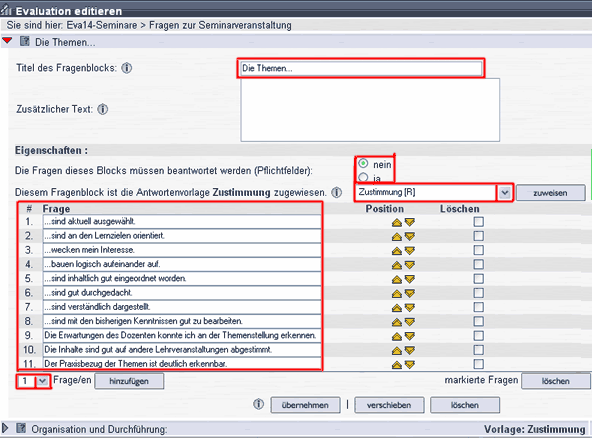 Evaluation editieren
Sie sind hier: Eva14-Seminare > Fragen zur Seminarveranstaltung
Die Themen...
Titel des Fragenblocks: Die Themen...
Zusätzlicher Text:
Eigenschaften :
Die Fragen dieses Blocks müssen beantwortet werden (Pflichtfelder): nein
ja
Diesem Fragenblock ist die Antwortenvorlage Zustimmung zugewiesen. Zustimmung [R] zuweisen
# Frage Position Löschen
1. ...sind aktuell ausgewählt.
2. ...sind an den Lernzielen orientiert.
3. ...wecken mein Interesse.
4. ...bauen logisch aufeinander auf.
5. ...sind inhaltlich gut eingeordnet worden.
6. ...sind gut durchgedacht.
7. ...sind verständlich dargestellt.
8. ...sind mit den bisherigen Kenntnissen gut zu bearbeiten.
9. Die Erwartungen des Dozenten konnte ich an der Themenstellung erkennen.
10. Die Inhalte sind gut auf andere Lehrveranstaltungen abgestimmt.
11. Der Praxisbezug der Themen ist deutlich erkennbar.
1 Frage/en hinzufügen markierte Fragen löschen
übernehmen | verschieben löschen
Organisation und Durchführung: Vorlage: Zustimmung